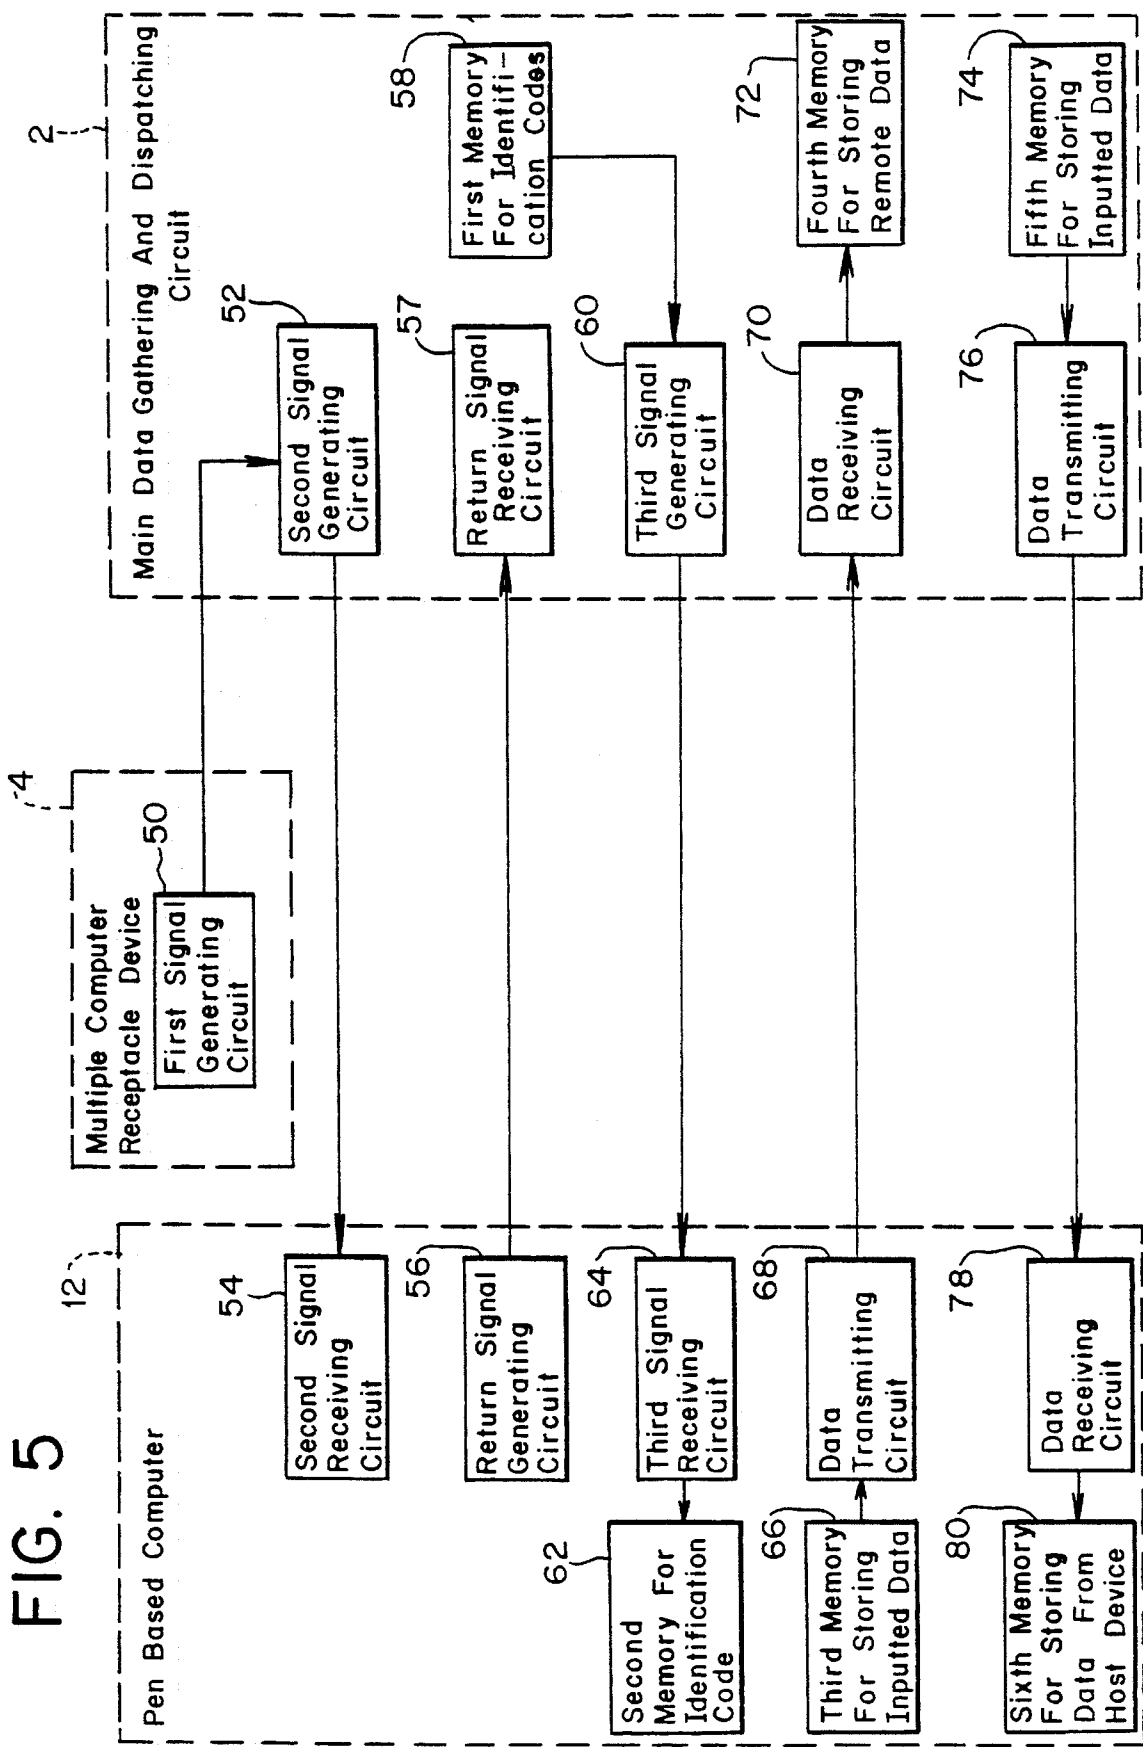 FIG. 5
12
Pen Based Computer
54
Second Signal
Receiving
Circuit
56
Return Signal
Generating
Circuit
62
Second
Memory For
Identification
Code
64
Third Signal
Receiving
Circuit
66
Third Memory
For Storing
Inputted Data
68
Data
Transmitting
Circuit
80
Sixth Memory
For Storing
Data From
Host Device
78
Data
Receiving
Circuit
4
Multiple Computer
Receptacle Device
50
First Signal
Generating
Circuit
2
Main Data Gathering And Dispatching
Circuit
52
Second Signal
Generating
Circuit
57
Return Signal
Receiving
Circuit
58
First Memory
For Identifi-
cation Codes
60
Third Signal
Generating
Circuit
70
Data
Receiving
Circuit
72
Fourth Memory
For Storing
Remote Data
76
Data
Transmitting
Circuit
74
Fifth Memory
For Storing
Inputted Data